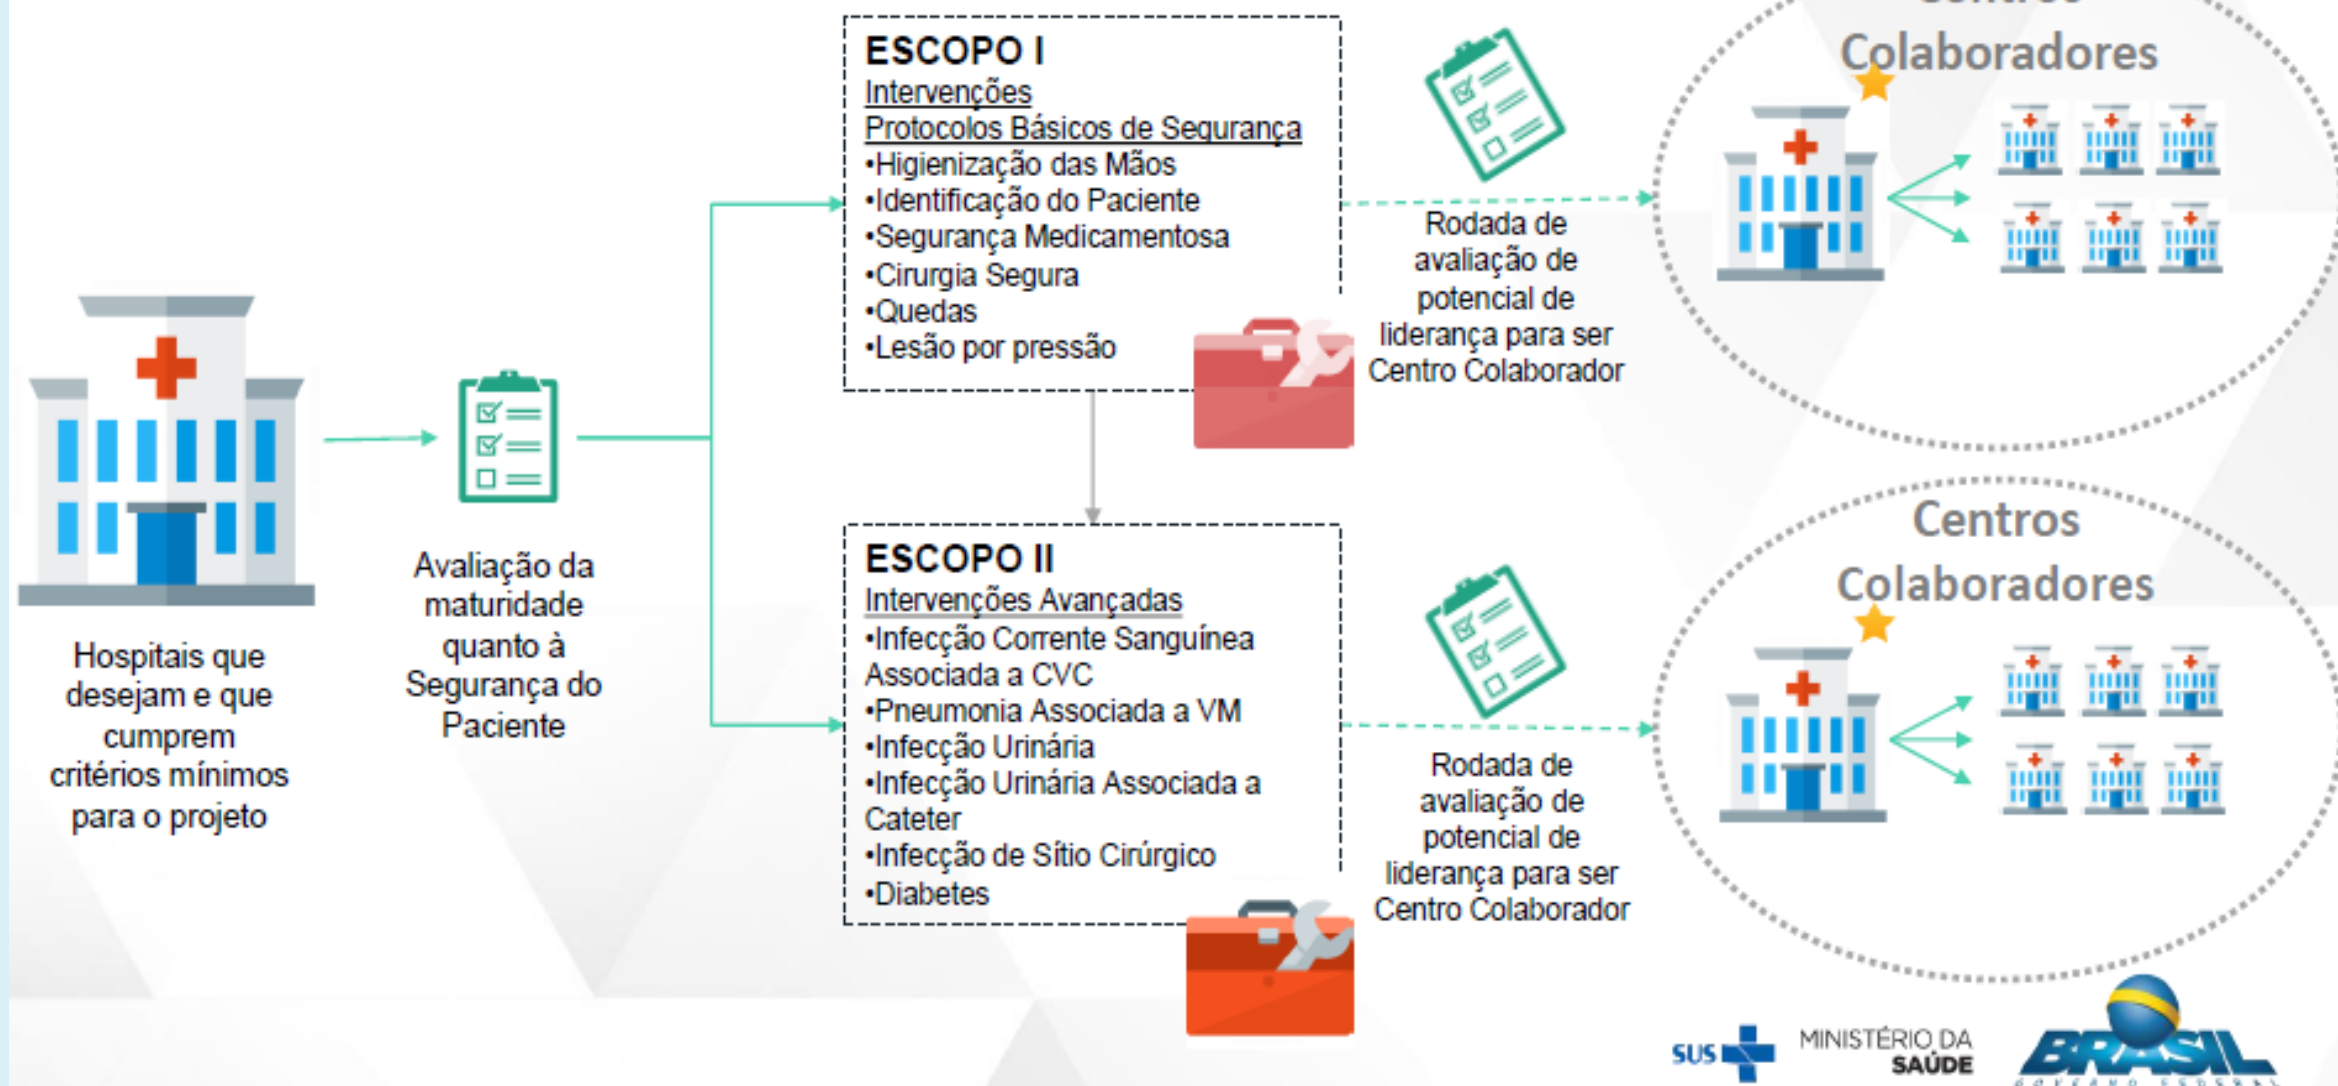 Hospitais que
desejam e que
cumprem
critérios mínimos
para o projeto
Avaliação da
maturidade
quanto à
Segurança do
Paciente
ESCOPO I
Intervenções
Protocolos Básicos de Segurança
•Higienização das Mãos
•Identificação do Paciente
•Segurança Medicamentosa
•Cirurgia Segura
•Quedas
•Lesão por pressão
Rodada de
avaliação de
potencial de
liderança para ser
Centro Colaborador
Centros
Colaboradores
ESCOPO II
Intervenções Avançadas
•Infecção Corrente Sanguínea
Associada a CVC
•Pneumonia Associada a VM
•Infecção Urinária
•Infecção Urinária Associada a
Cateter
•Infecção de Sítio Cirúrgico
•Diabetes
Rodada de
avaliação de
potencial de
liderança para ser
Centro Colaborador
Centros
Colaboradores
SUS
MINISTÉRIO DA
SAÚDE
BRASIL
GOVERNO FEDERAL